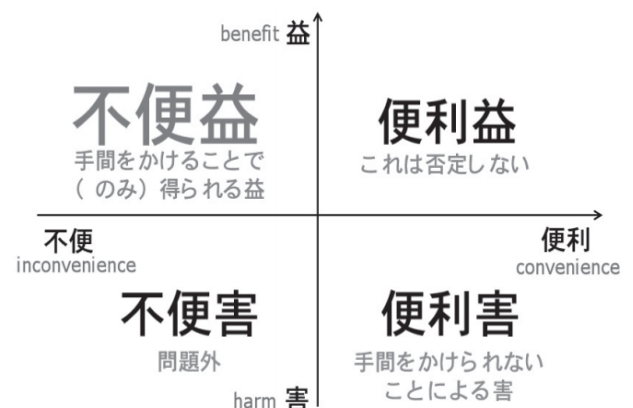 benefit 益
不便益
手間をかけることで
( のみ）得られる益
便利益
これは否定しない
不便
inconvenience
便利
convenience
不便害
問題外
便利害
手間をかけられない
ことによる害
harm 害